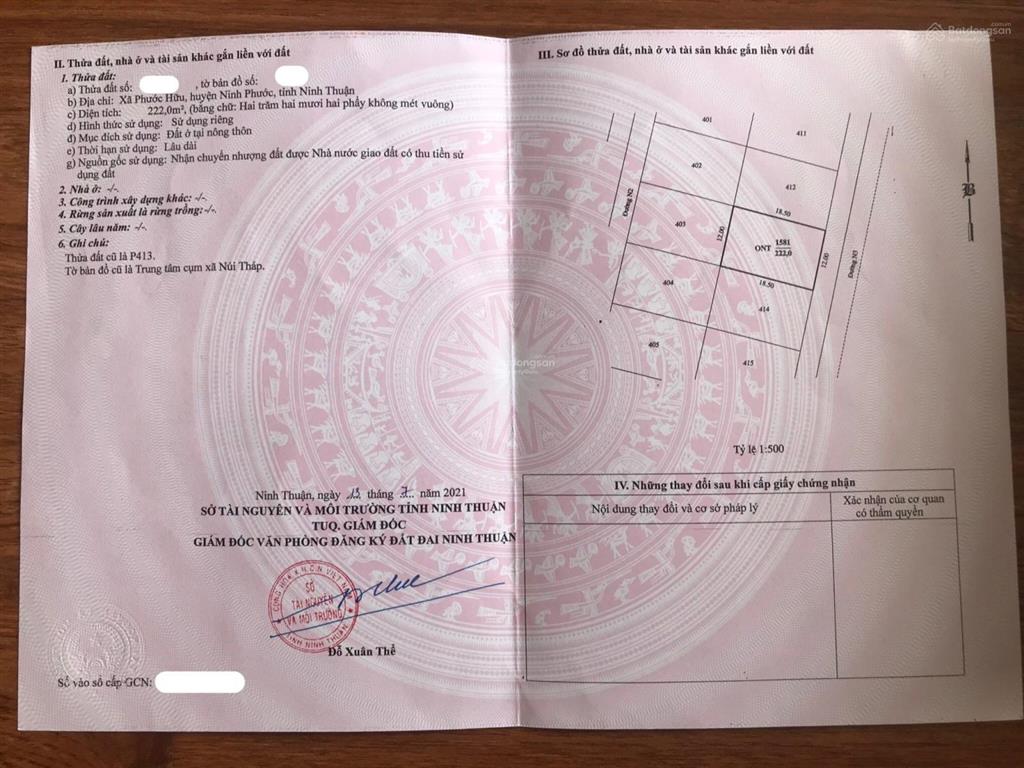 II. Thửa đất, nhà ở và tài sản khác gắn liền với đất
1. Thửa đất:
a) Thửa đất số: , tờ bản đồ số:
b) Địa chỉ: Xã Phước Hữu, huyện Ninh Phước, tỉnh Ninh Thuận
c) Diện tích: 222,0m², (bằng chữ: Hai trăm hai mươi hai phẩy không mét vuông)
d) Hình thức sử dụng: Sử dụng riêng
đ) Mục đích sử dụng: Đất ở tại nông thôn
e) Thời hạn sử dụng: Lâu dài
g) Nguồn gốc sử dụng: Nhận chuyển nhượng đất được Nhà nước giao đất có thu tiền sử
dụng đất
2. Nhà ở: -/-.
3. Công trình xây dựng khác: -/-.
4. Rừng sản xuất là rừng trồng:-/-.
5. Cây lâu năm: -/-.
6. Ghi chú:
Thửa đất cũ là P413.
Tờ bản đồ cũ là Trung tâm cụm xã Núi Tháp.
Ninh Thuận, ngày 13 tháng 7 năm 2021
SỞ TÀI NGUYÊN VÀ MÔI TRƯỜNG TỈNH NINH THUẬN
TUQ. GIÁM ĐỐC
GIÁM ĐỐC VĂN PHÒNG ĐĂNG KÝ ĐẤT ĐAI NINH THUẬN
CỘNG HÒA X.H.C.N VIỆT NAM
SỞ
TÀI NGUYÊN
VÀ MÔI TRƯỜNG
TỈNH NINH THUẬN
Đỗ Xuân Thể
Số vào sổ cấp GCN:
III. Sơ đồ thửa đất, nhà ở và tài sản khác gắn liền với đất
401
411
402
412
Đường N2
18.50
403
12.00
ONT
1581
222,0
12.00
Đường N3
404
18.50
414
405
415
B
Tỷ lệ 1:500
IV. Những thay đổi sau khi cấp giấy chứng nhận
Nội dung thay đổi và cơ sở pháp lý
Xác nhận của cơ quan
có thẩm quyền
Batdongsan